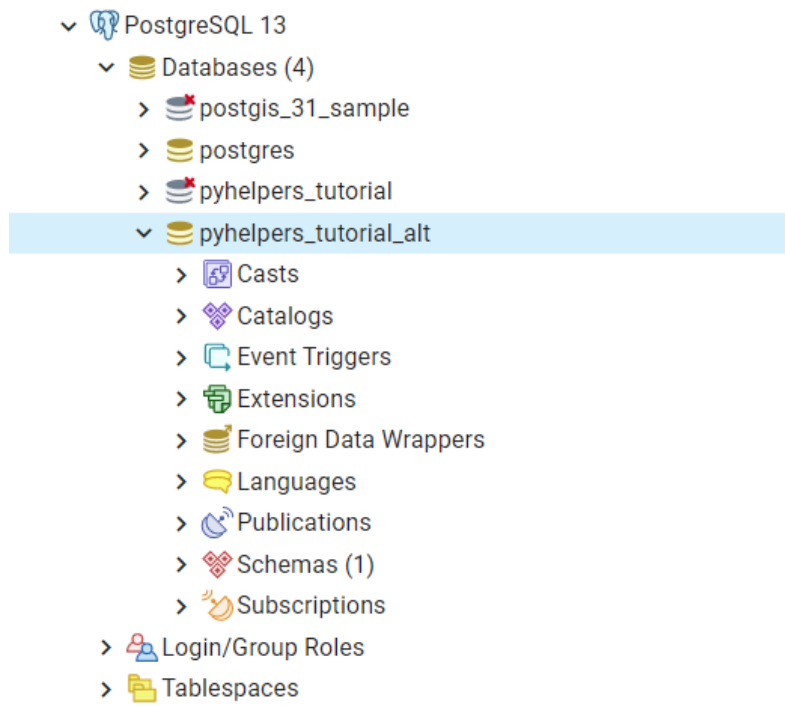 PostgreSQL 13
Databases (4)
postgis_31_sample
postgres
pyhelpers_tutorial
pyhelpers_tutorial_alt
Casts
Catalogs
Event Triggers
Extensions
Foreign Data Wrappers
Languages
Publications
Schemas (1)
Subscriptions
Login/Group Roles
Tablespaces